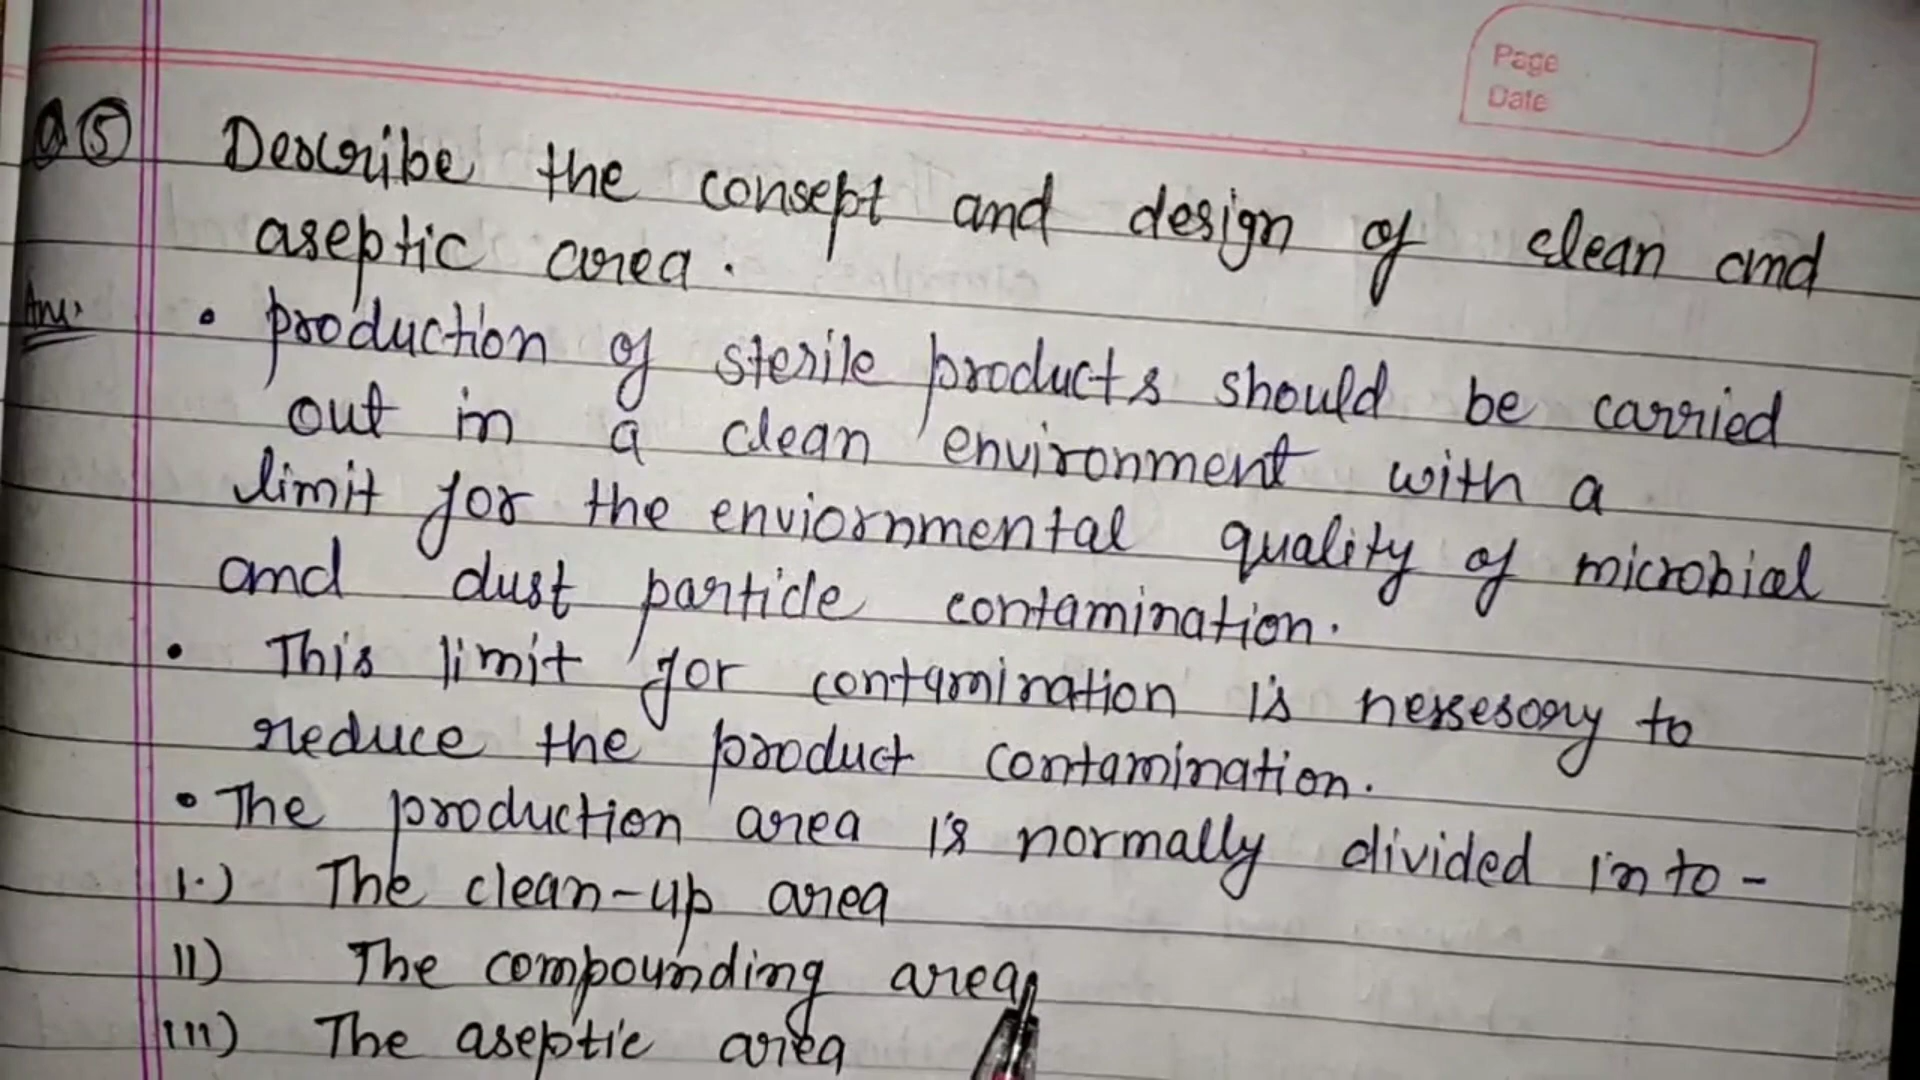 Page
Date
Q⑤ Describe the consept and design of clean and
aseptic area.
Ans. • production of sterile products should be carried
out in a clean environment with a
limit for the enviornmental quality of microbial
and dust particle contamination.
• This limit for contamination is nessesory to
reduce the product contamination.
• The production area is normally divided into-
I.) The clean-up area
II) The compounding area
III) The aseptic area